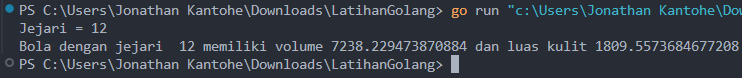 PS C:\Users\Jonathan Kantohe\Downloads\LatihanGolang> go run "c:\Users\Jonathan Kantohe\D
Jejari = 12
Bola dengan jejari  12 memiliki volume 7238.229473870884 dan luas kulit 1809.5573684677208
PS C:\Users\Jonathan Kantohe\Downloads\LatihanGolang>